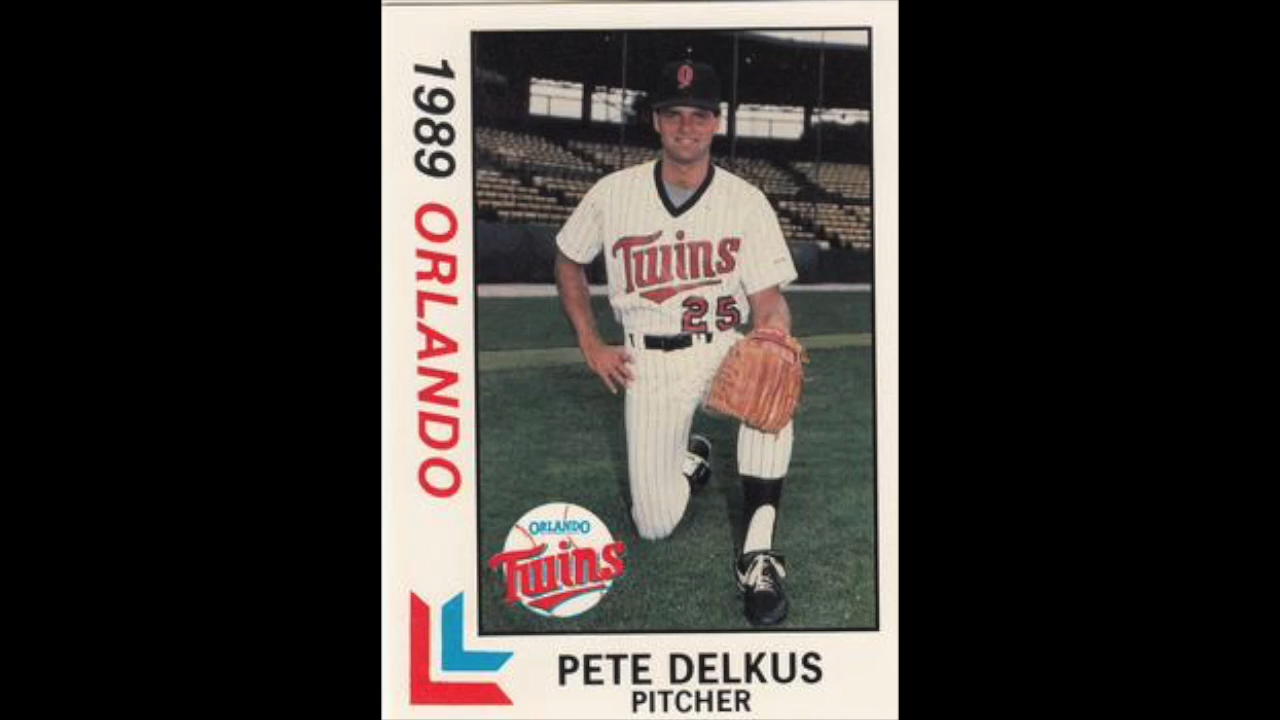 1989 ORLANDO
Twins
25
ORLANDO
Twins
PETE DELKUS
PITCHER